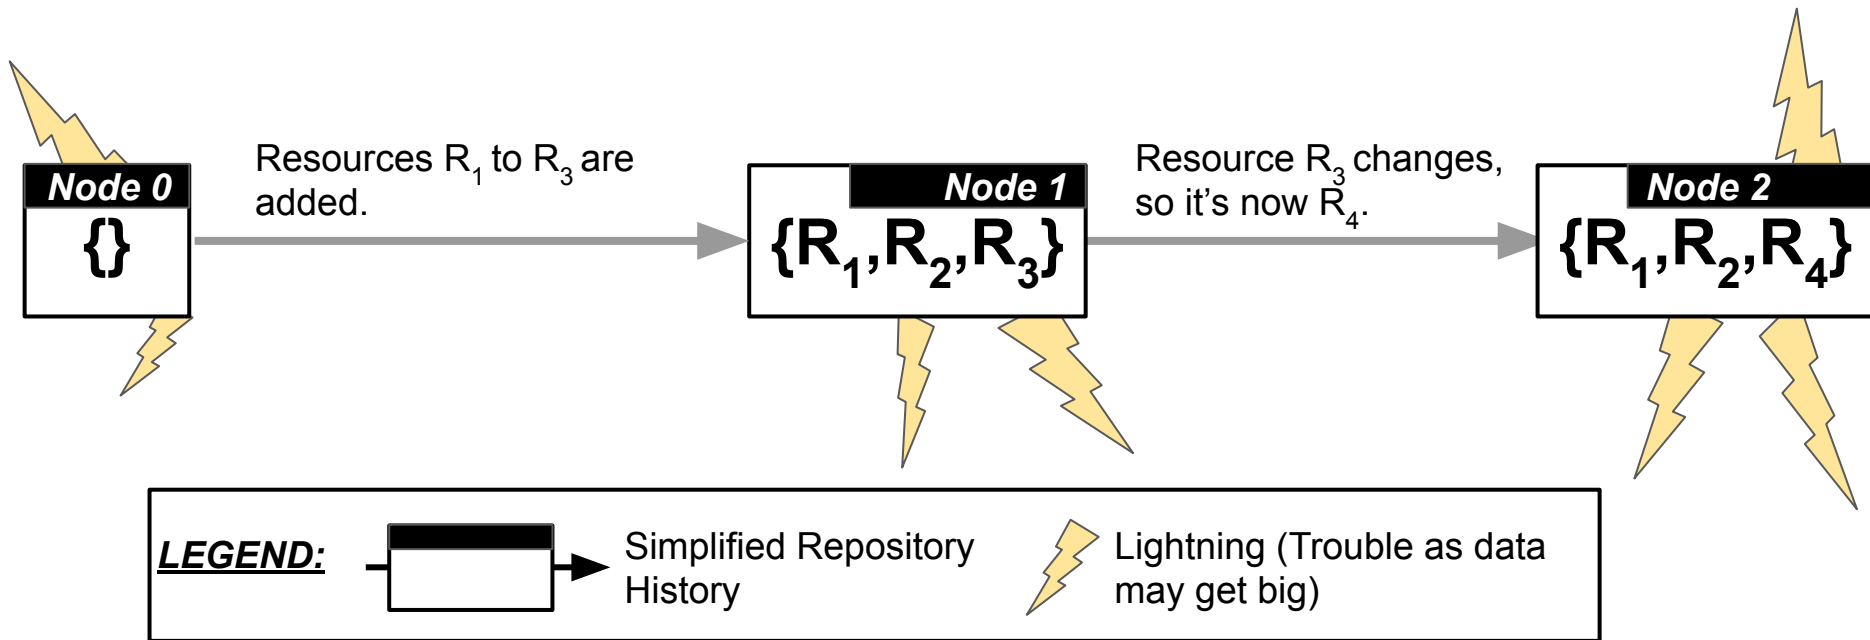 Resources R₁ to R₃ are
added.
Resource R₃ changes,
so it's now R₄.
Node 0
{}
Node 1
{R₁,R₂,R₃}
Node 2
{R₁,R₂,R₄}
LEGEND:
Simplified Repository
History
Lightning (Trouble as data
may get big)